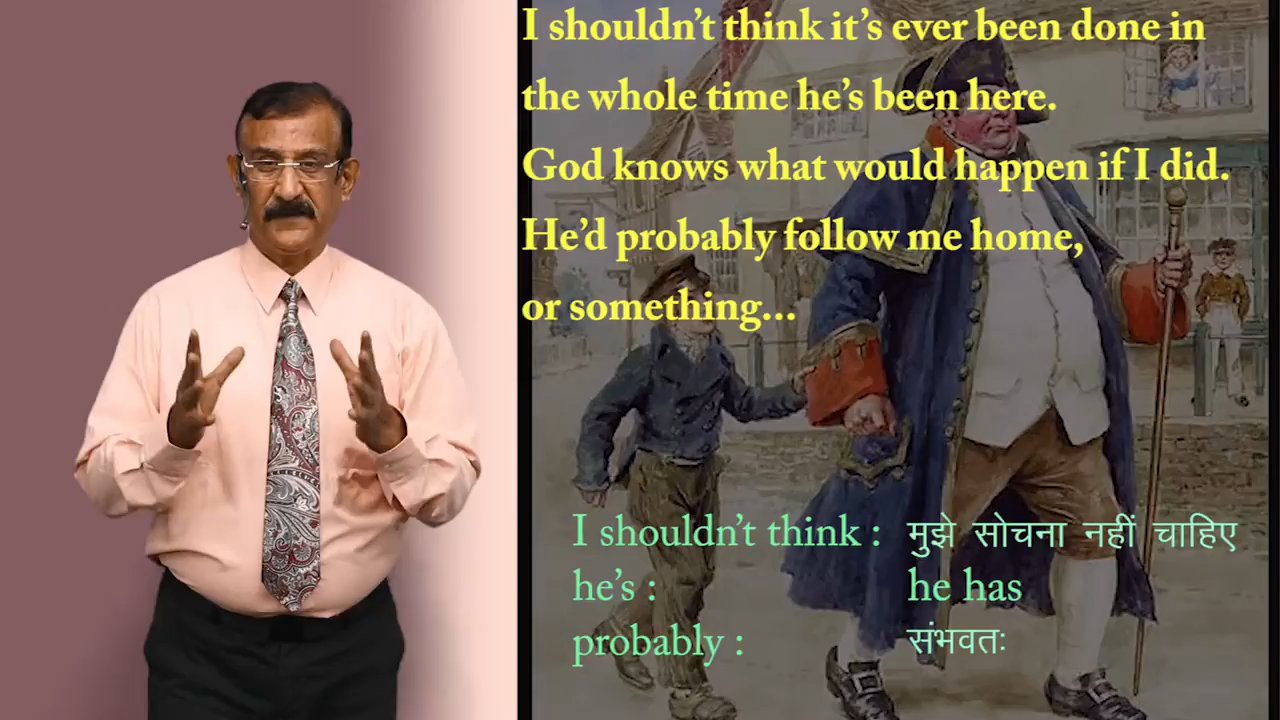 I shouldn’t think it’s ever been done in
the whole time he’s been here.
God knows what would happen if I did.
He’d probably follow me home,
or something...
I shouldn’t think : मुझे सोचना नहीं चाहिए
he’s : he has
probably : संभवतः